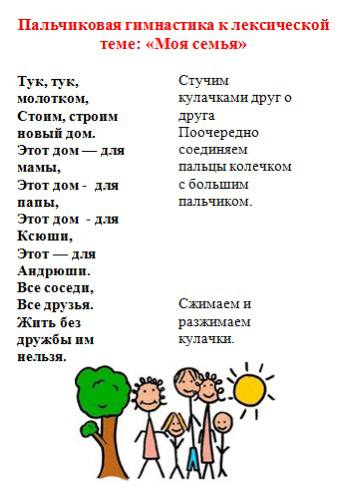 Пальчиковая гимнастика к лексической
теме: «Моя семья»
Тук, тук,
молотком,
Стоим, строим
новый дом.
Этот дом — для
мамы,
Этот дом - для
папы,
Этот дом - для
Ксюши,
Этот — для
Андрюши.
Все соседи,
Все друзья.
Жить без
дружбы им
нельзя.
Стучим
кулачками друг о
друга
Поочередно
соединяем
пальцы колечком
с большим
пальчиком.
Сжимаем и
разжимаем
кулачки.